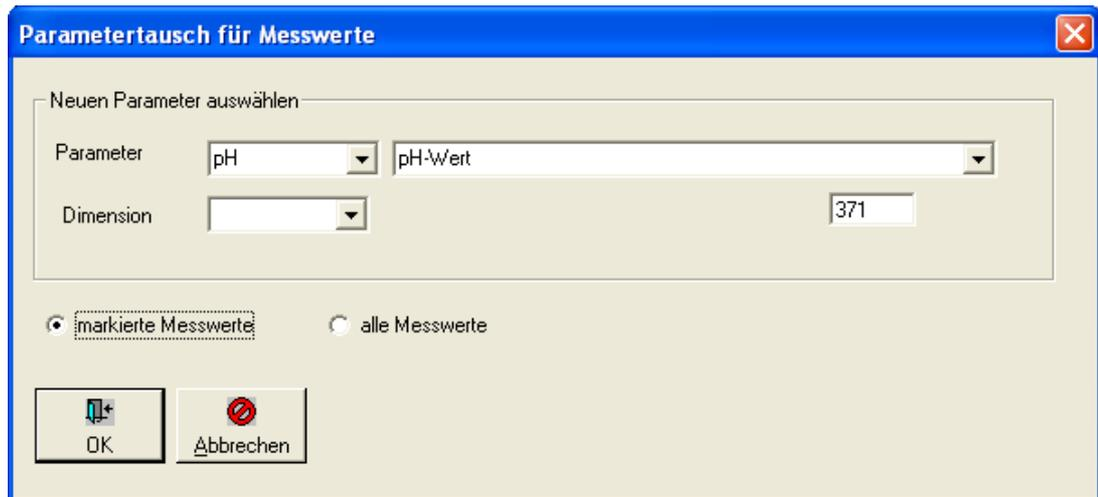 Parametertausch für Messwerte
Neuen Parameter auswählen
Parameter pH pH-Wert
Dimension 371
markierte Messwerte alle Messwerte
OK Abbrechen